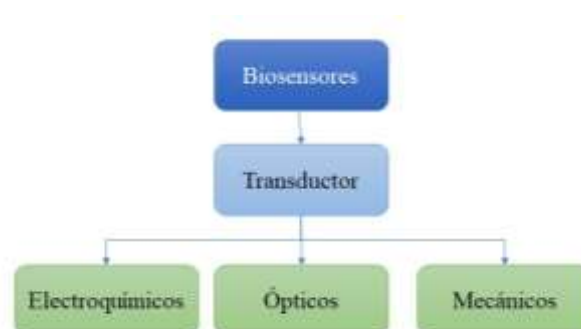 Biosensores
Transductor
Electroquímicos
Ópticos
Mecánicos